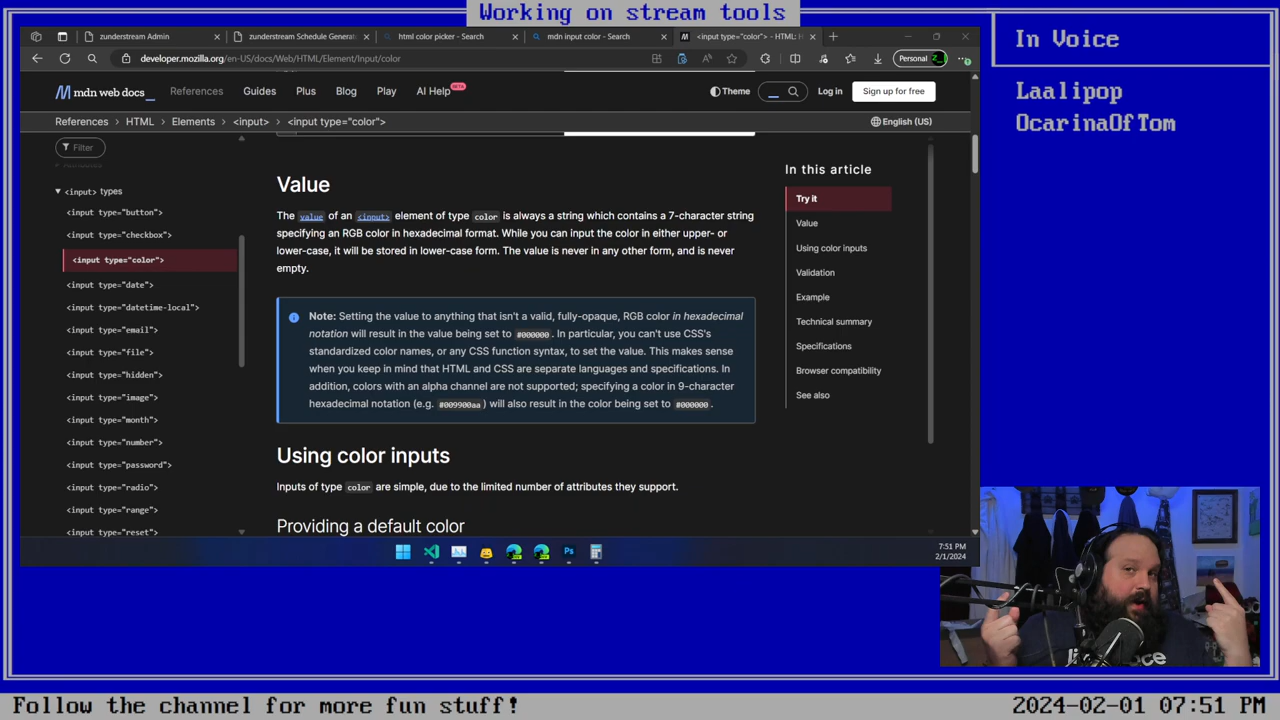 Working on stream tools
zunderstream Admin
zunderstream Schedule Generat
html color picker - Search
mdn input color - Search
<input type="color"> - HTML: H
developer.mozilla.org/en-US/docs/Web/HTML/Element/input/color
Personal
mdn web docs_
References
Guides
Plus
Blog
Play
AI Help BETA
Theme
Log in
Sign up for free
References
HTML
Elements
<input>
<input type="color">
English (US)
Filter
<input> types
<input type="button">
<input type="checkbox">
<input type="color">
<input type="date">
<input type="datetime-local">
<input type="email">
<input type="file">
<input type="hidden">
<input type="image">
<input type="month">
<input type="number">
<input type="password">
<input type="radio">
<input type="range">
<input type="reset">
Value
The value of an <input> element of type color is always a string which contains a 7-character string
specifying an RGB color in hexadecimal format. While you can input the color in either upper- or
lower-case, it will be stored in lower-case form. The value is never in any other form, and is never
empty.
Note: Setting the value to anything that isn't a valid, fully-opaque, RGB color in hexadecimal
notation will result in the value being set to #000000. In particular, you can't use CSS's
standardized color names, or any CSS function syntax, to set the value. This makes sense
when you keep in mind that HTML and CSS are separate languages and specifications. In
addition, colors with an alpha channel are not supported; specifying a color in 9-character
hexadecimal notation (e.g. #009900aa) will also result in the color being set to #000000.
Using color inputs
Inputs of type color are simple, due to the limited number of attributes they support.
Providing a default color
In this article
Try it
Value
Using color inputs
Validation
Example
Technical summary
Specifications
Browser compatibility
See also
Ps
7:51 PM
2/1/2024
In Voice
Laalipop
OcarinaOfTom
Follow the channel for more fun stuff!
2024-02-01 07:51 PM